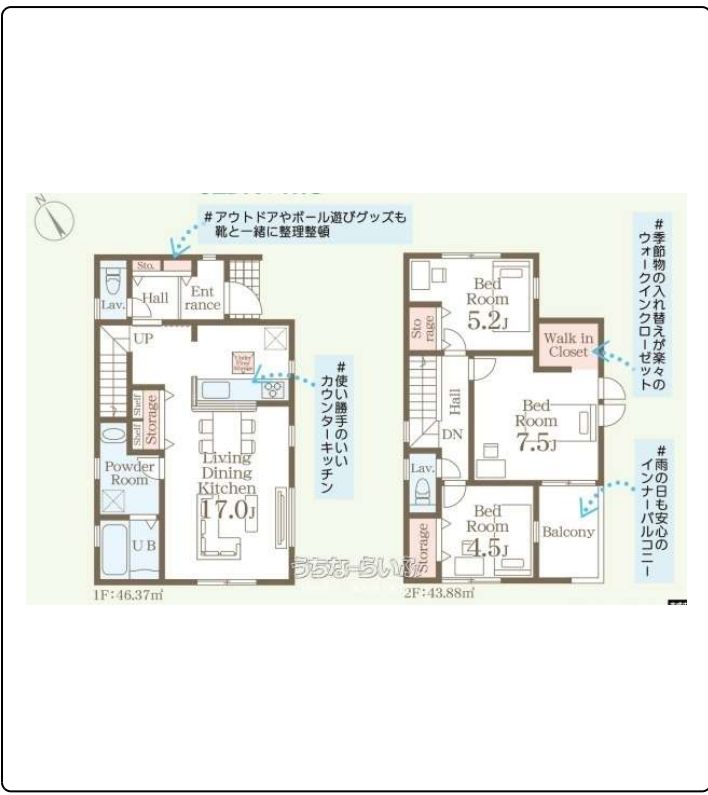 N
#アウトドアやボール遊びグッズも
靴と一緒に整理整頓
Sto.
Lav.
Hall
Ent
rance
UP
Under
Floor
Storage
#使い勝手のいい
カウンターキッチン
Shelf
Shelf
Storage
Powder
Room
Living
Dining
Kitchen
17.0J
UB
1F:46.37㎡
うちなーらいふ
Bed
Room
5.2J
Sto
rage
Walk in
Closet
#季節物の入れ替えが楽々の
ウォークインクローゼット
Hall
DN
Bed
Room
7.5J
Lav.
Storage
Bed
Room
4.5J
Balcony
#雨の日も安心の
インナーバルコニー
2F:43.88㎡